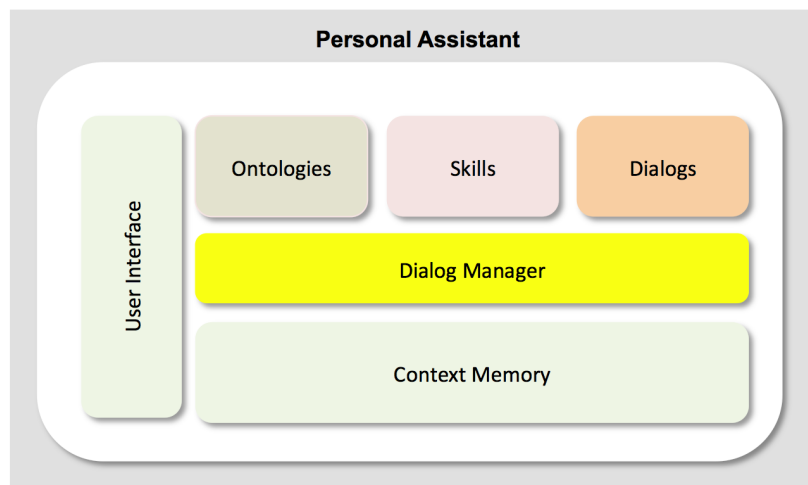 Personal Assistant
User Interface
Ontologies
Skills
Dialogs
Dialog Manager
Context Memory